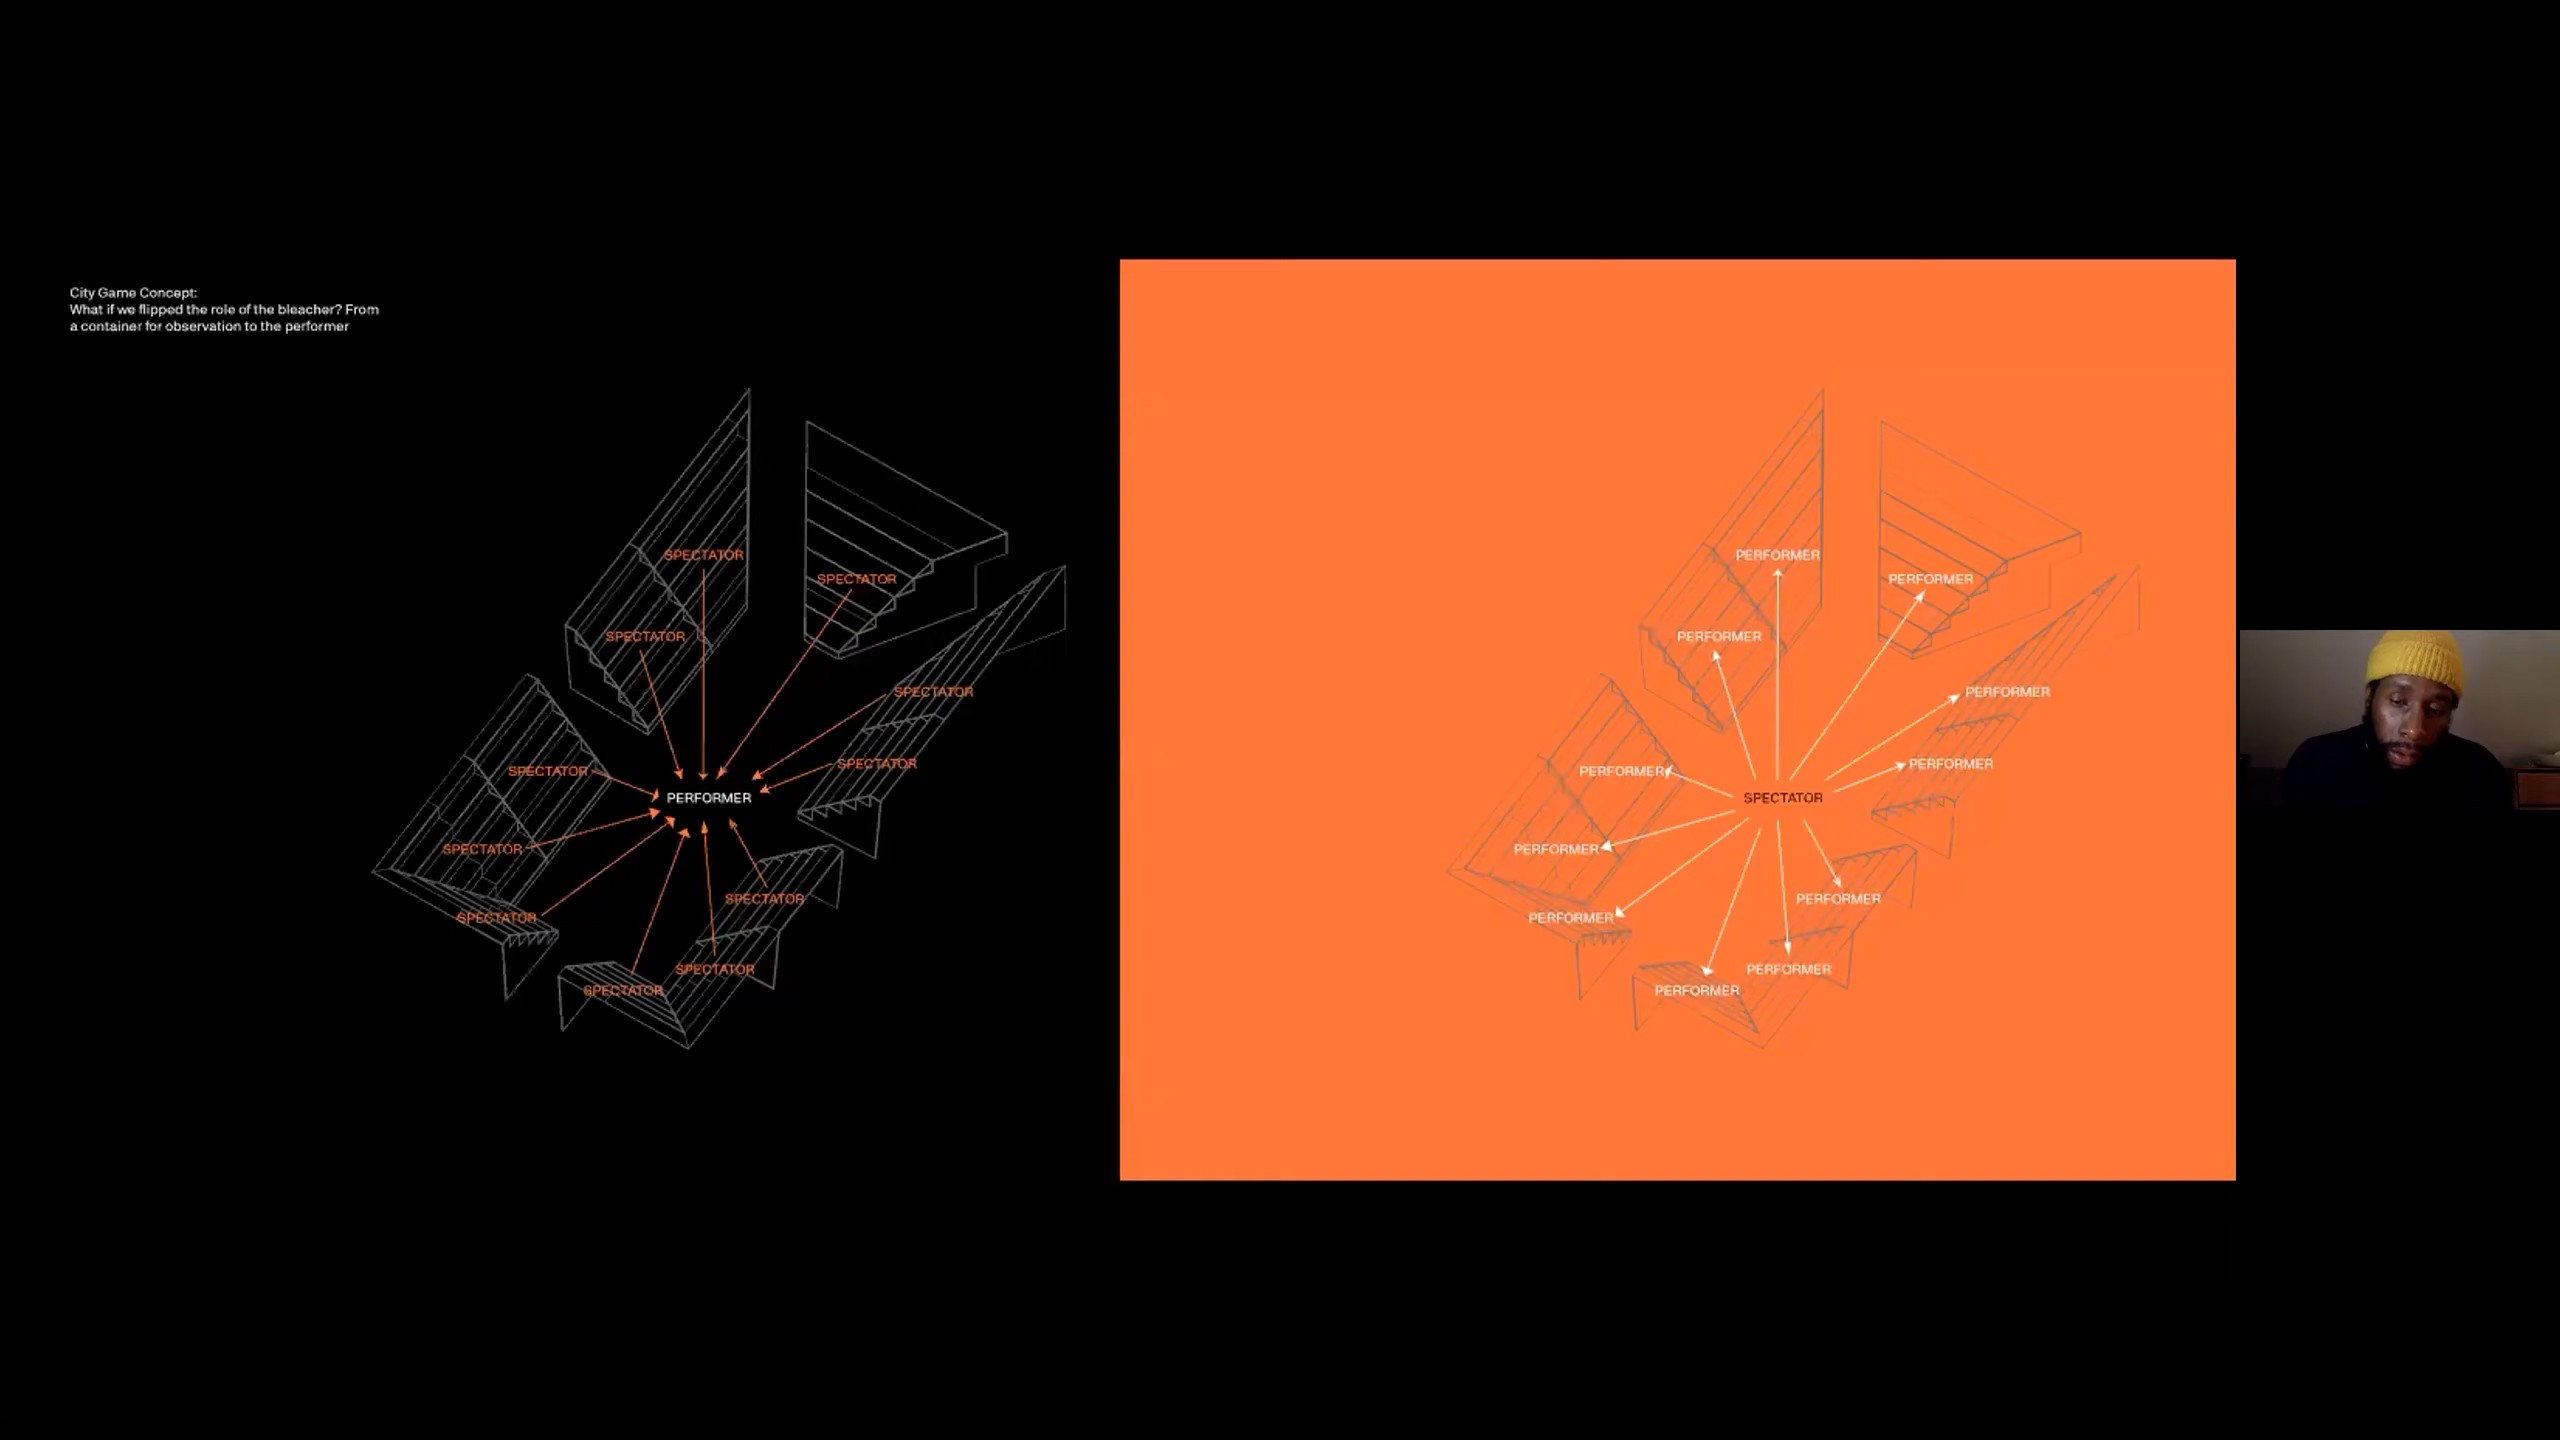 City Game Concept:
What if we flipped the role of the bleacher? From
a container for observation to the performer
SPECTATOR
SPECTATOR
SPECTATOR
SPECTATOR
SPECTATOR
SPECTATOR
PERFORMER
SPECTATOR
SPECTATOR
SPECTATOR
SPECTATOR
SPECTATOR
PERFORMER
PERFORMER
PERFORMER
PERFORMER
PERFORMER
PERFORMER
SPECTATOR
PERFORMER
PERFORMER
PERFORMER
PERFORMER
PERFORMER